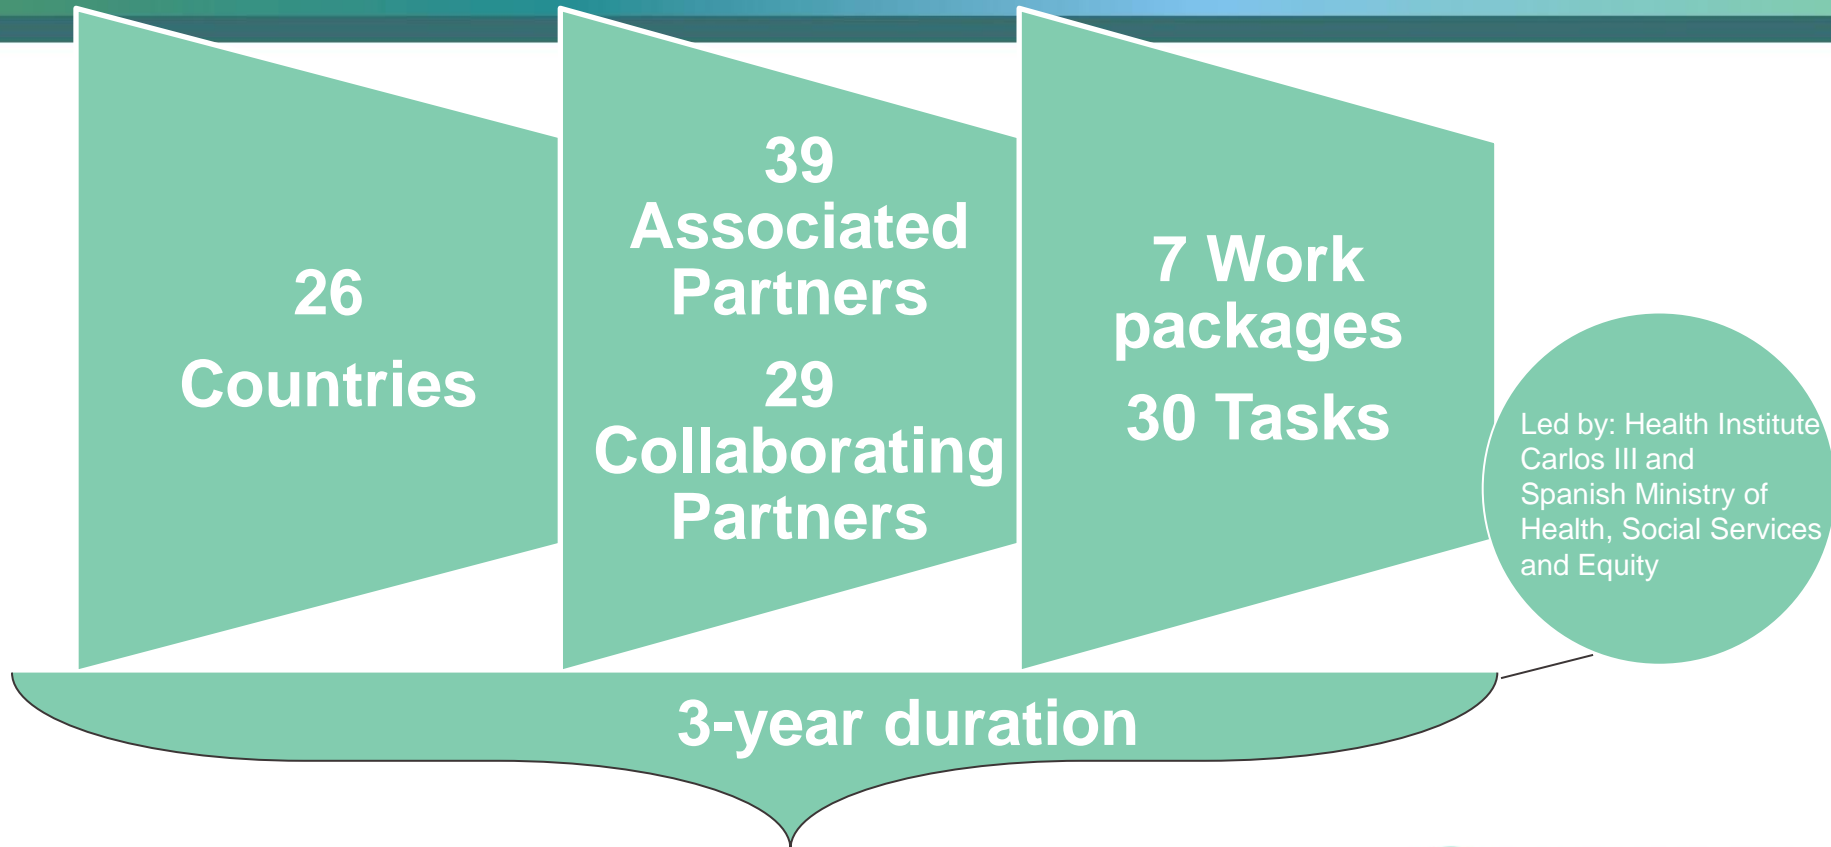 26
Countries
39
Associated
Partners
29
Collaborating
Partners
7 Work
packages
30 Tasks
Led by: Health Institute
Carlos III and
Spanish Ministry of
Health, Social Services
and Equity
3-year duration